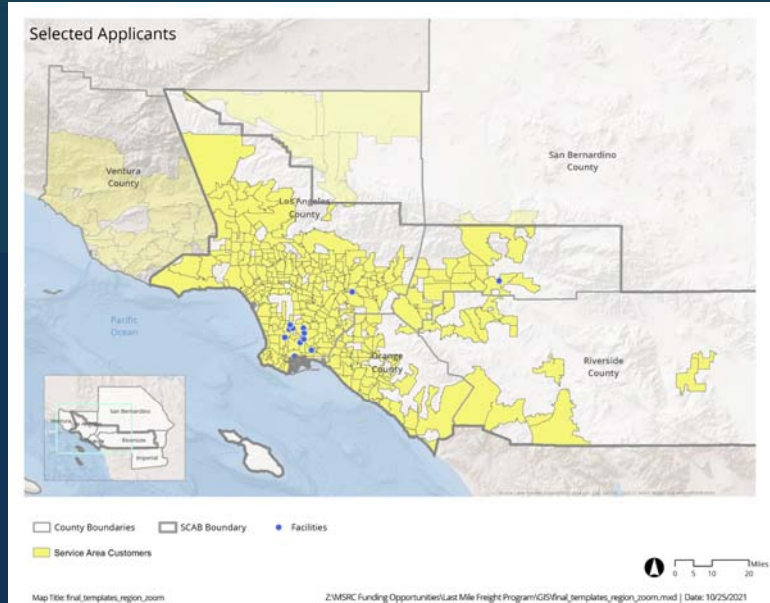 Selected Applicants
San Bernardino
County
Ventura
County
Los Angeles
County
Pacific
Ocean
Orange
County
Riverside
County
San Bernardino
Riverside
Imperial
County Boundaries
SCAB Boundary
Facilities
Service Area Customers
Miles
0 5 10 20
Map Title: final_templates_region_zoom
Z:\MSRC Funding Opportunities\Last Mile Freight Program\GIS\final_templates_region_zoom.mxd | Date: 10/25/2021